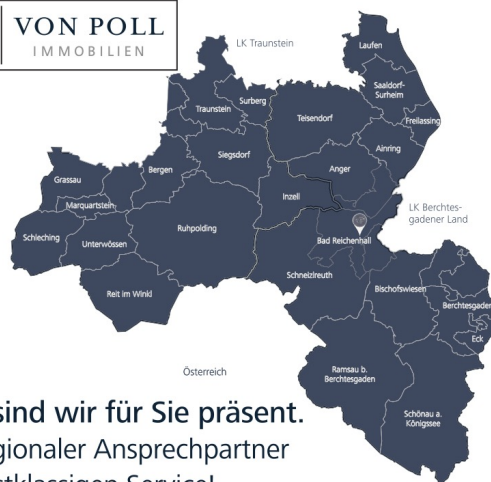 VON POLL
IMMOBILIEN
LK Traunstein
Laufen
Saaldorf-
Surheim
Surberg
Traunstein
Teisendorf
Freilassing
Ainring
Siegsdorf
Anger
Bergen
Grassau
Inzell
Marquartstein
LK Berchtes-
gadener Land
Ruhpolding
Schleching
Unterwössen
Bad Reichenhall
Schneizlreuth
Bischofswiesen
Reit im Winkl
Berchtesgaden
Eck
Österreich
Ramsau b.
Berchtesgaden
Schönau a.
Königssee
sind wir für Sie präsent.
gionaler Ansprechpartner
stklassigen Service!